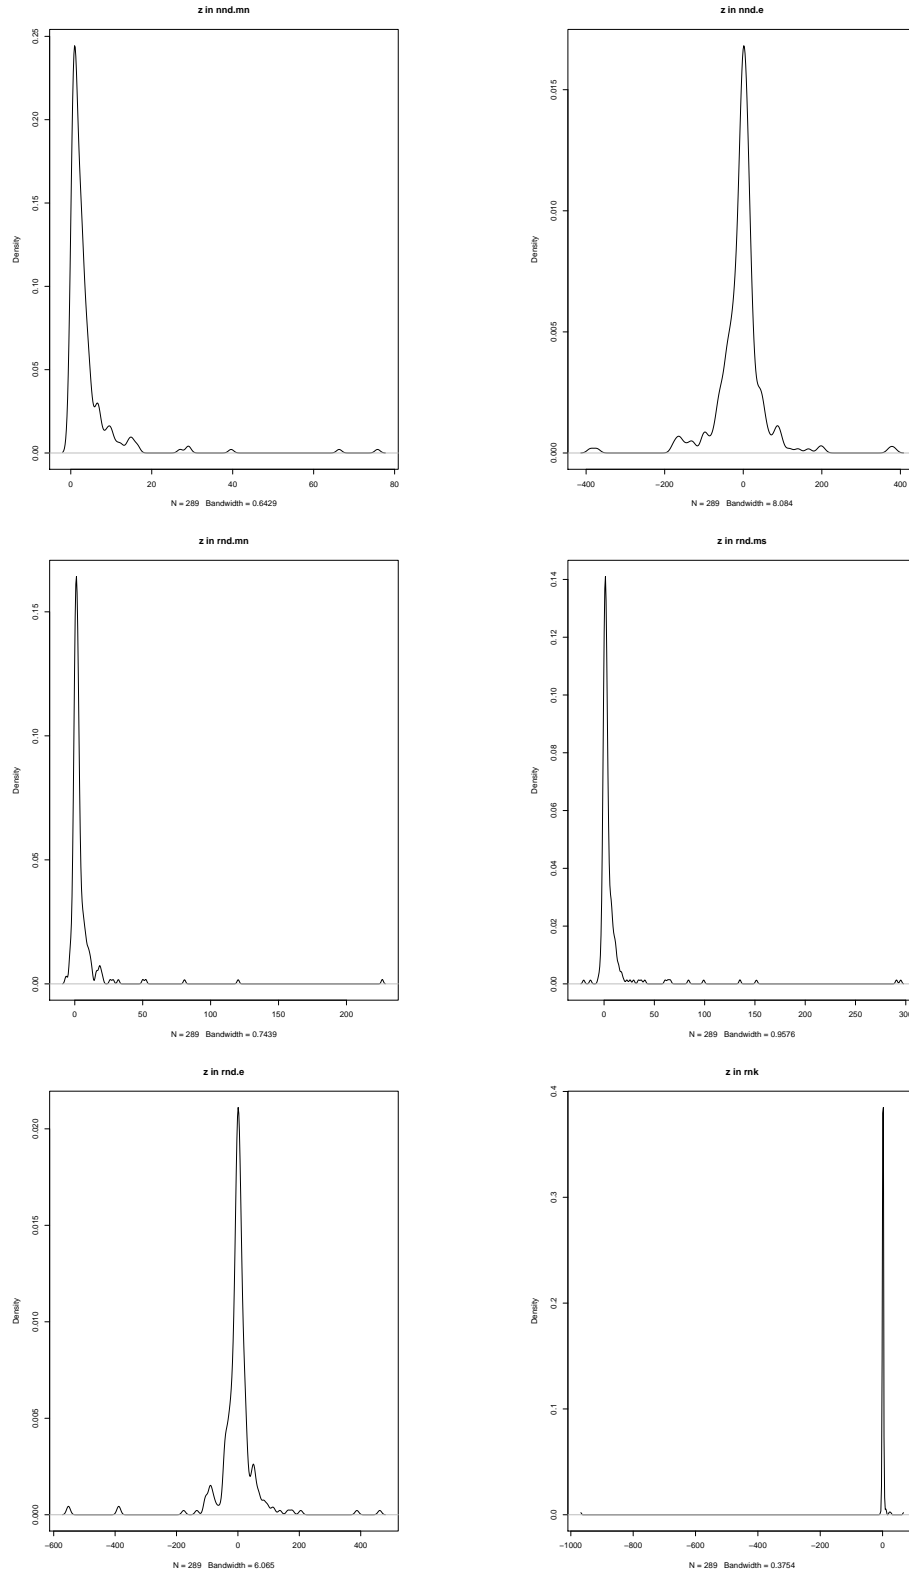 z in nnd.mn
Density
0.00 0.05 0.10 0.15 0.20 0.25
0 20 40 60 80
N = 289 Bandwidth = 0.6429
z in nnd.e
Density
0.000 0.005 0.010 0.015
−400 −200 0 200 400
N = 289 Bandwidth = 8.084
z in rnd.mn
Density
0.00 0.05 0.10 0.15
0 50 100 150 200
N = 289 Bandwidth = 0.7439
z in rnd.ms
Density
0.00 0.02 0.04 0.06 0.08 0.10 0.12 0.14
0 50 100 150 200 250 300
N = 289 Bandwidth = 0.9576
z in rnd.e
Density
0.000 0.005 0.010 0.015 0.020
−600 −400 −200 0 200 400
N = 289 Bandwidth = 6.065
z in rnk
Density
0.0 0.1 0.2 0.3 0.4
−1000 −800 −600 −400 −200 0
N = 289 Bandwidth = 0.3754